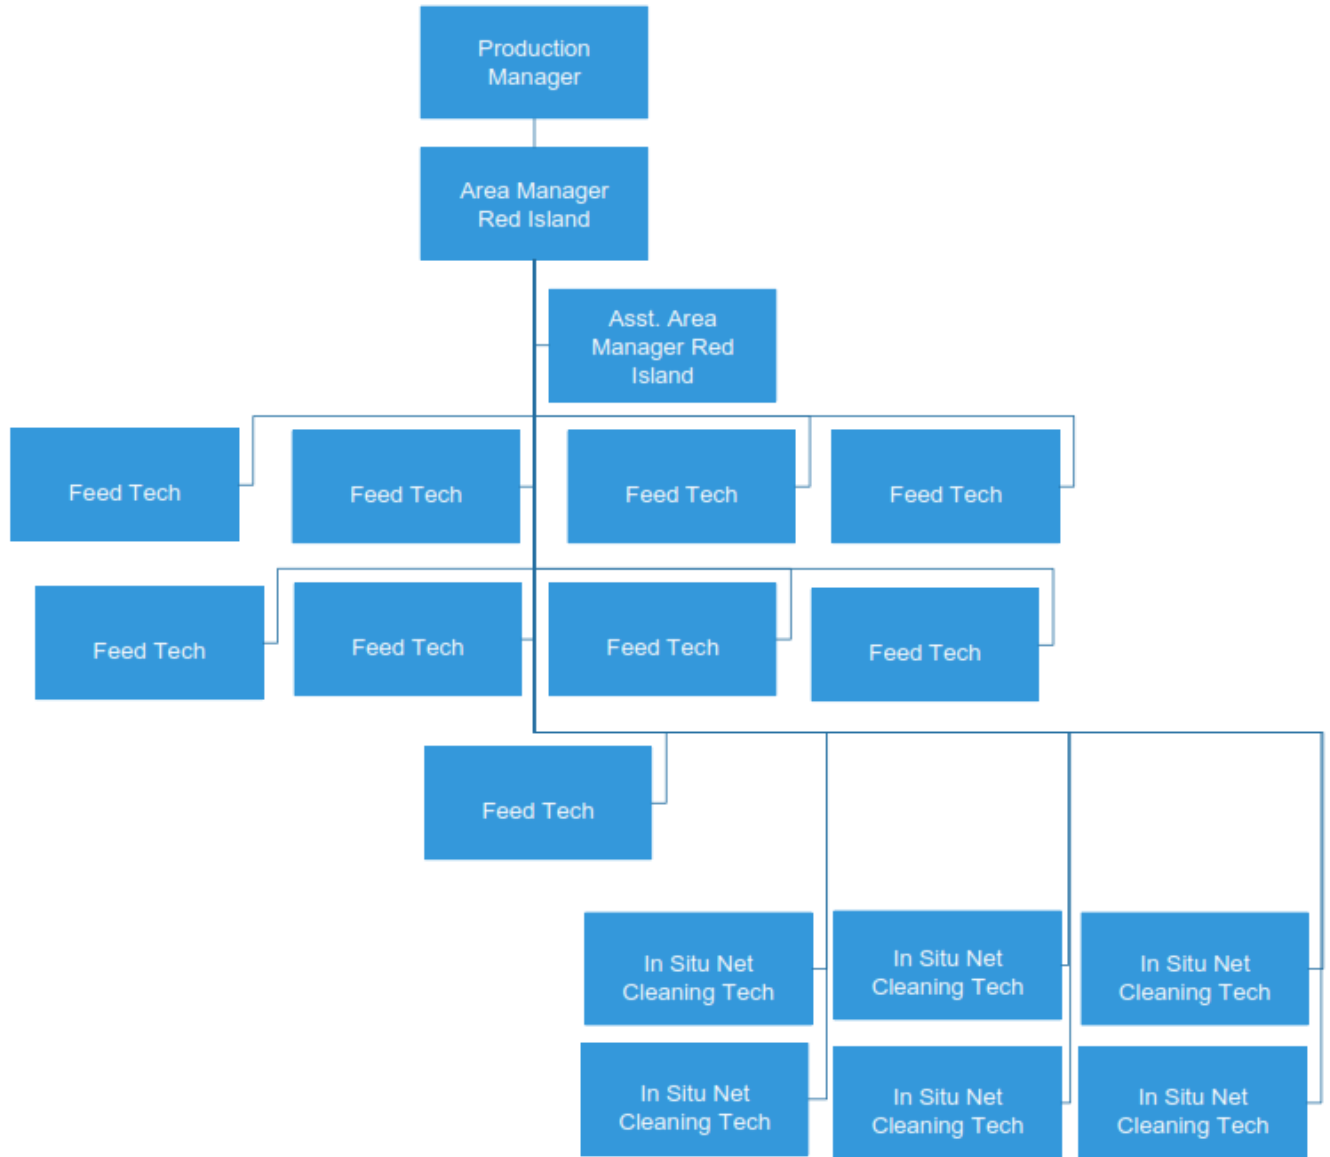 Production
Manager
Area Manager
Red Island
Asst. Area
Manager Red
Island
Feed Tech
Feed Tech
Feed Tech
Feed Tech
Feed Tech
Feed Tech
Feed Tech
Feed Tech
Feed Tech
In Situ Net
Cleaning Tech
In Situ Net
Cleaning Tech
In Situ Net
Cleaning Tech
In Situ Net
Cleaning Tech
In Situ Net
Cleaning Tech
In Situ Net
Cleaning Tech